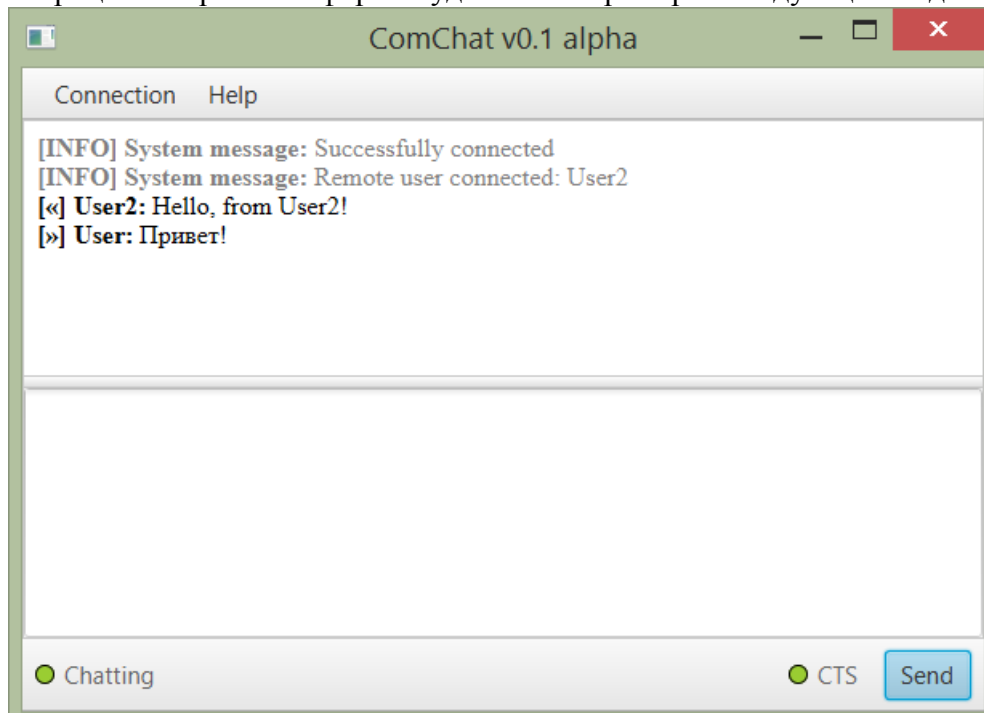 ComChat v0.1 alpha
Connection Help
[INFO] System message: Successfully connected
[INFO] System message: Remote user connected: User2
[«] User2: Hello, from User2!
[»] User: Привет!
Chatting CTS Send